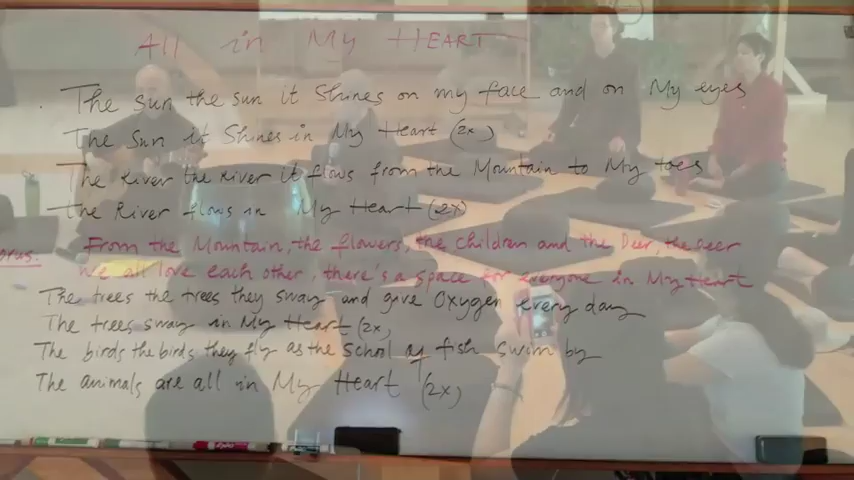 All in My HEART
The Sun the sun it Shines on my face and on My eyes
The Sun it Shines in My Heart (2x)
The River the River it flows from the Mountain to My toes
the River flows in My Heart (2x)
orus: From the Mountain, the flowers, the children and the Deer, the Deer
we all love each other, there's a space for everyone in My Heart
The trees the trees they sway and give Oxygen every day
The trees sway in My Heart (2x)
The birds the birds they fly as the School of fish swim by
The animals are all in My Heart (2x)